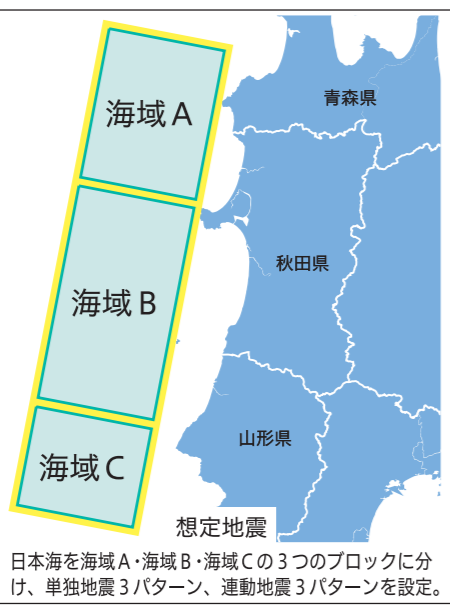 海域A
青森県
秋田県
海域B
山形県
海域C
想定地震
日本海を海域A・海域B・海域Cの3つのブロックに分
け、単独地震3パターン、連動地震3パターンを設定。